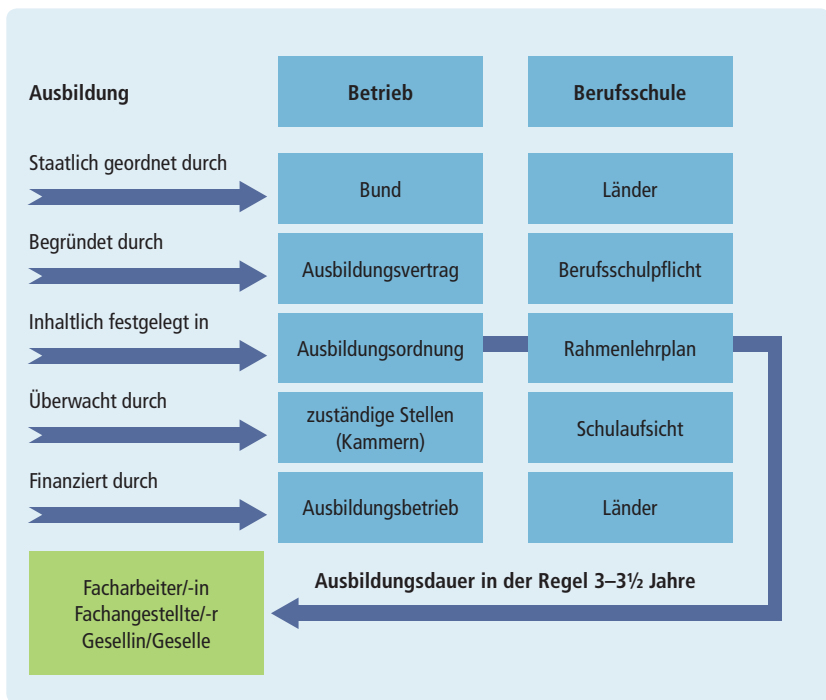 Ausbildung
Betrieb
Berufsschule
Staatlich geordnet durch
Bund
Länder
Begründet durch
Ausbildungsvertrag
Berufsschulpflicht
Inhaltlich festgelegt in
Ausbildungsordnung
Rahmenlehrplan
Überwacht durch
zuständige Stellen
(Kammern)
Schulaufsicht
Finanziert durch
Ausbildungsbetrieb
Länder
Facharbeiter/-in
Fachangestellte/-r
Gesellin/Geselle
Ausbildungsdauer in der Regel 3–3½ Jahre